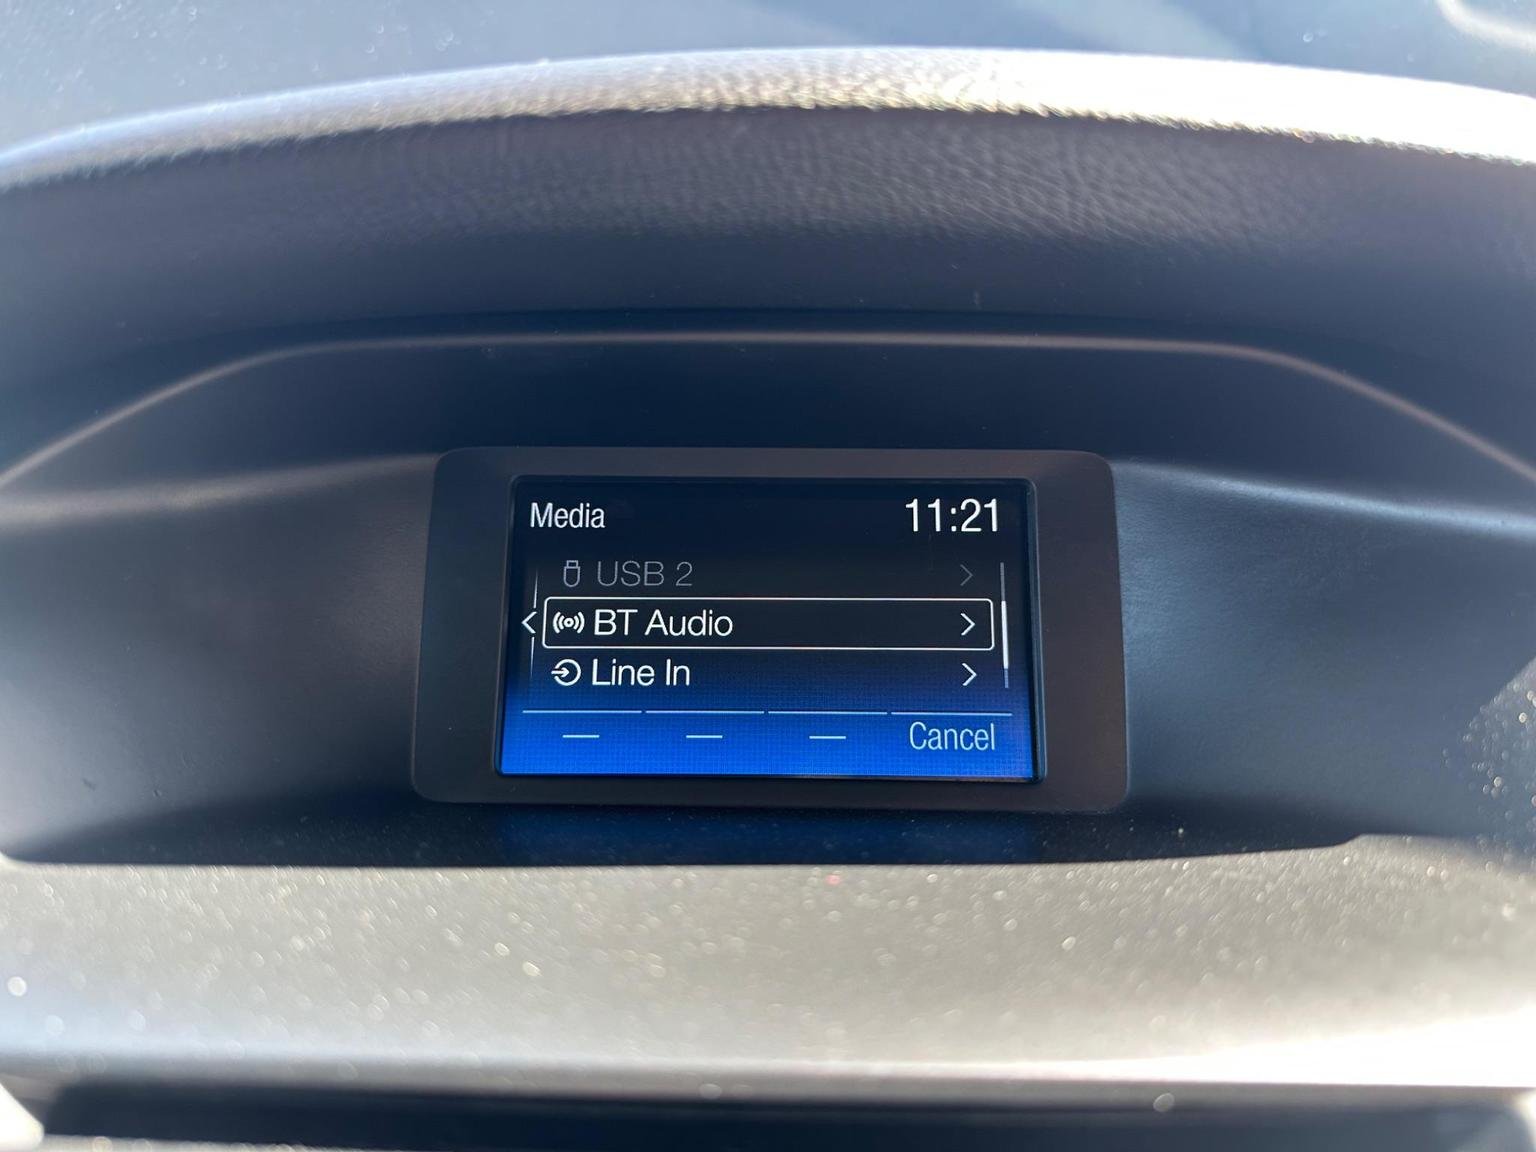 Media 11:21
USB 2
BT Audio
Line In
Cancel